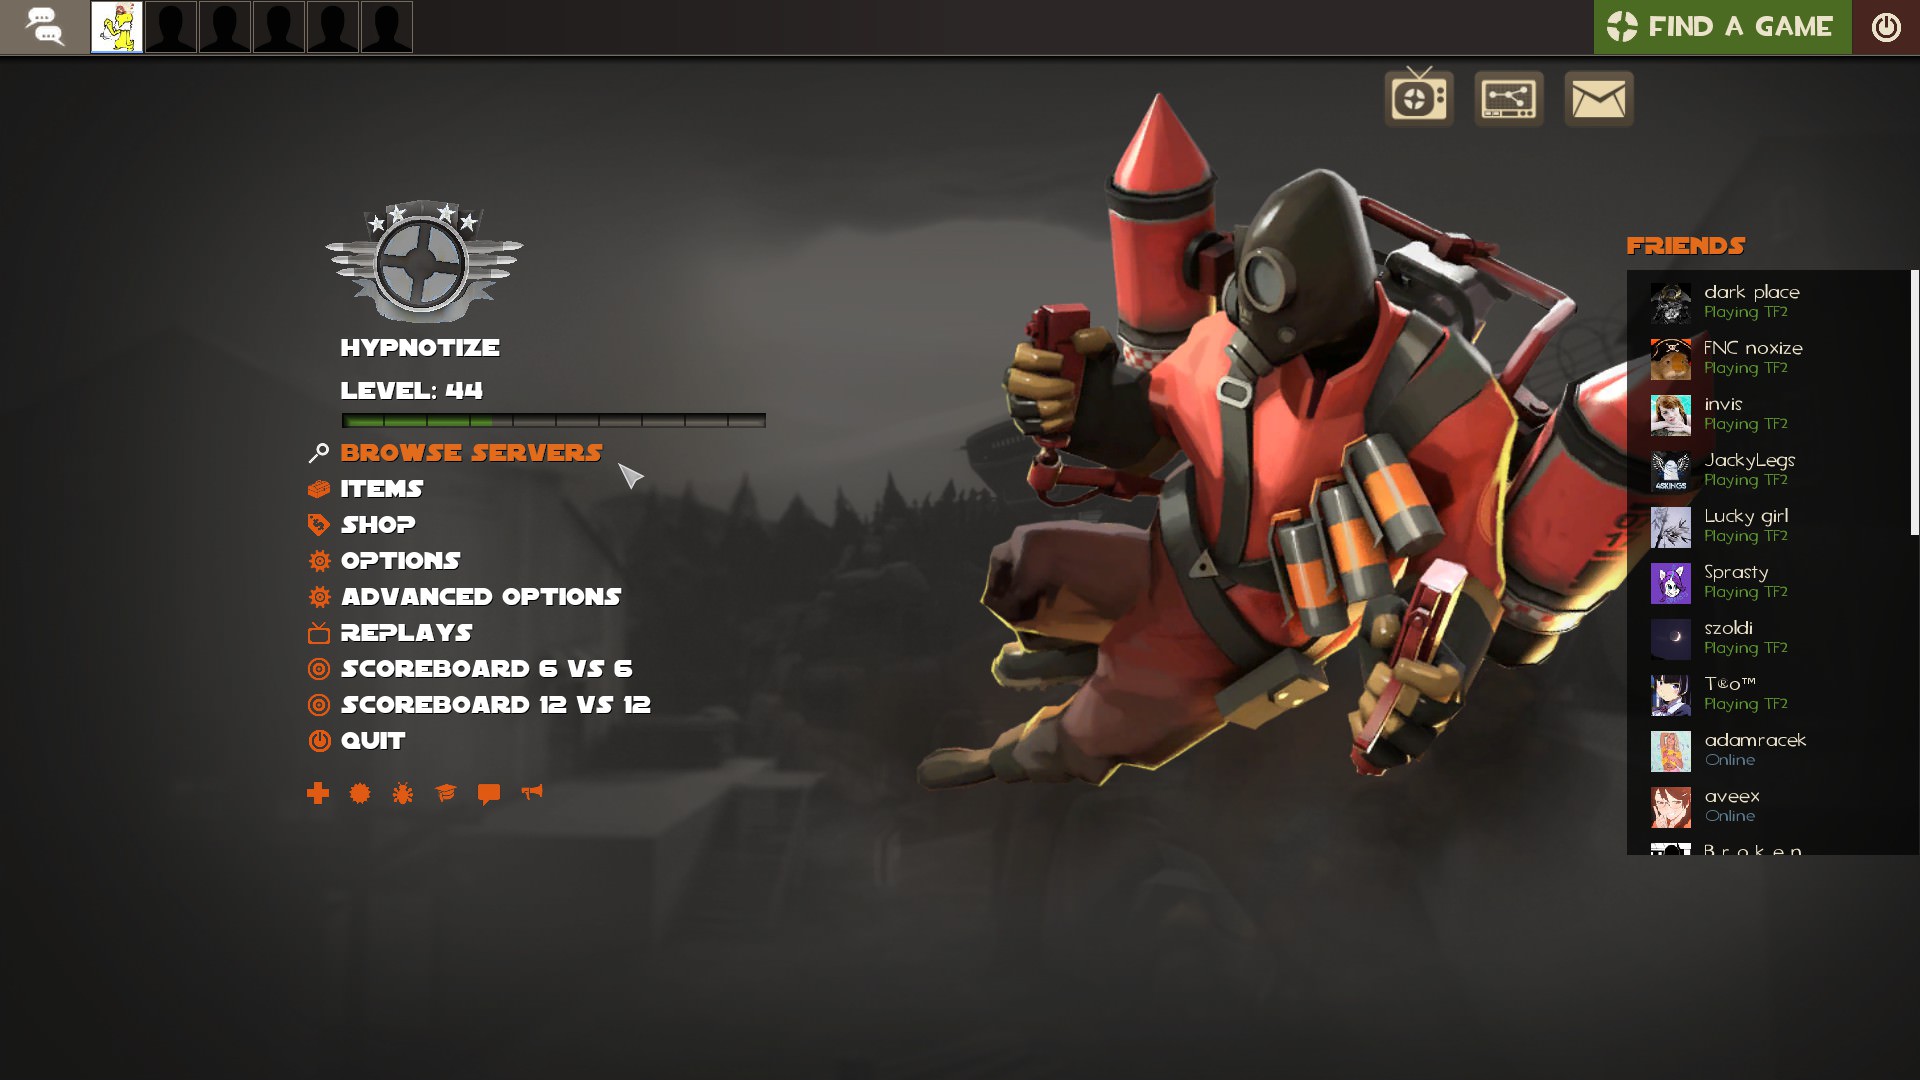 FIND A GAME
HYPNOTIZE
LEVEL: 44
BROWSE SERVERS
ITEMS
SHOP
OPTIONS
ADVANCED OPTIONS
REPLAYS
SCOREBOARD 6 VS 6
SCOREBOARD 12 VS 12
QUIT
FRIENDS
dark place
Playing TF2
FNC noxize
Playing TF2
invis
Playing TF2
JackyLegs
Playing TF2
Lucky girl
Playing TF2
Sprasty
Playing TF2
szoldi
Playing TF2
T®o™
Playing TF2
adamracek
Online
aveex
Online
B r o k e n